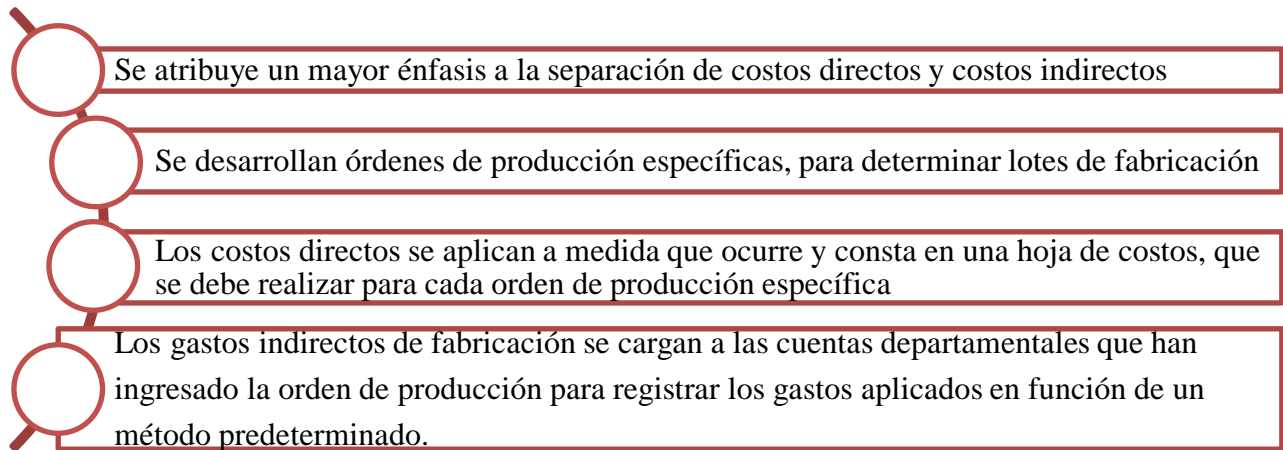 Se atribuye un mayor énfasis a la separación de costos directos y costos indirectos
Se desarrollan órdenes de producción específicas, para determinar lotes de fabricación
Los costos directos se aplican a medida que ocurre y consta en una hoja de costos, que
se debe realizar para cada orden de producción específica
Los gastos indirectos de fabricación se cargan a las cuentas departamentales que han
ingresado la orden de producción para registrar los gastos aplicados en función de un
método predeterminado.